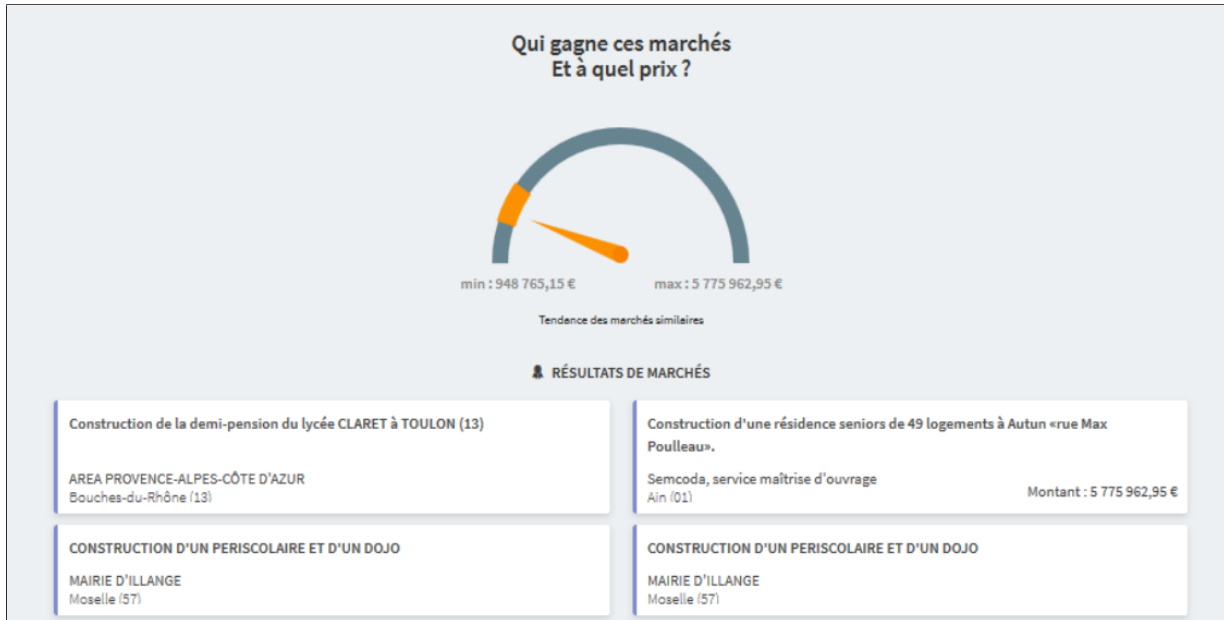 Qui gagne ces marchés
Et à quel prix ?
min : 948 765,15 €
max : 5 775 962,95 €
Tendance des marchés similaires
RÉSULTATS DE MARCHÉS
Construction de la demi-pension du lycée CLARET à TOULON (13)
AREA PROVENCE-ALPES-CÔTE D'AZUR
Bouches-du-Rhône (13)
Construction d'une résidence seniors de 49 logements à Autun «rue Max
Poulleau».
Semcoda, service maîtrise d'ouvrage
Ain (01)
Montant : 5 775 962,95 €
CONSTRUCTION D'UN PERISCOLAIRE ET D'UN DOJO
MAIRIE D'ILLANGE
Moselle (57)
CONSTRUCTION D'UN PERISCOLAIRE ET D'UN DOJO
MAIRIE D'ILLANGE
Moselle (57)